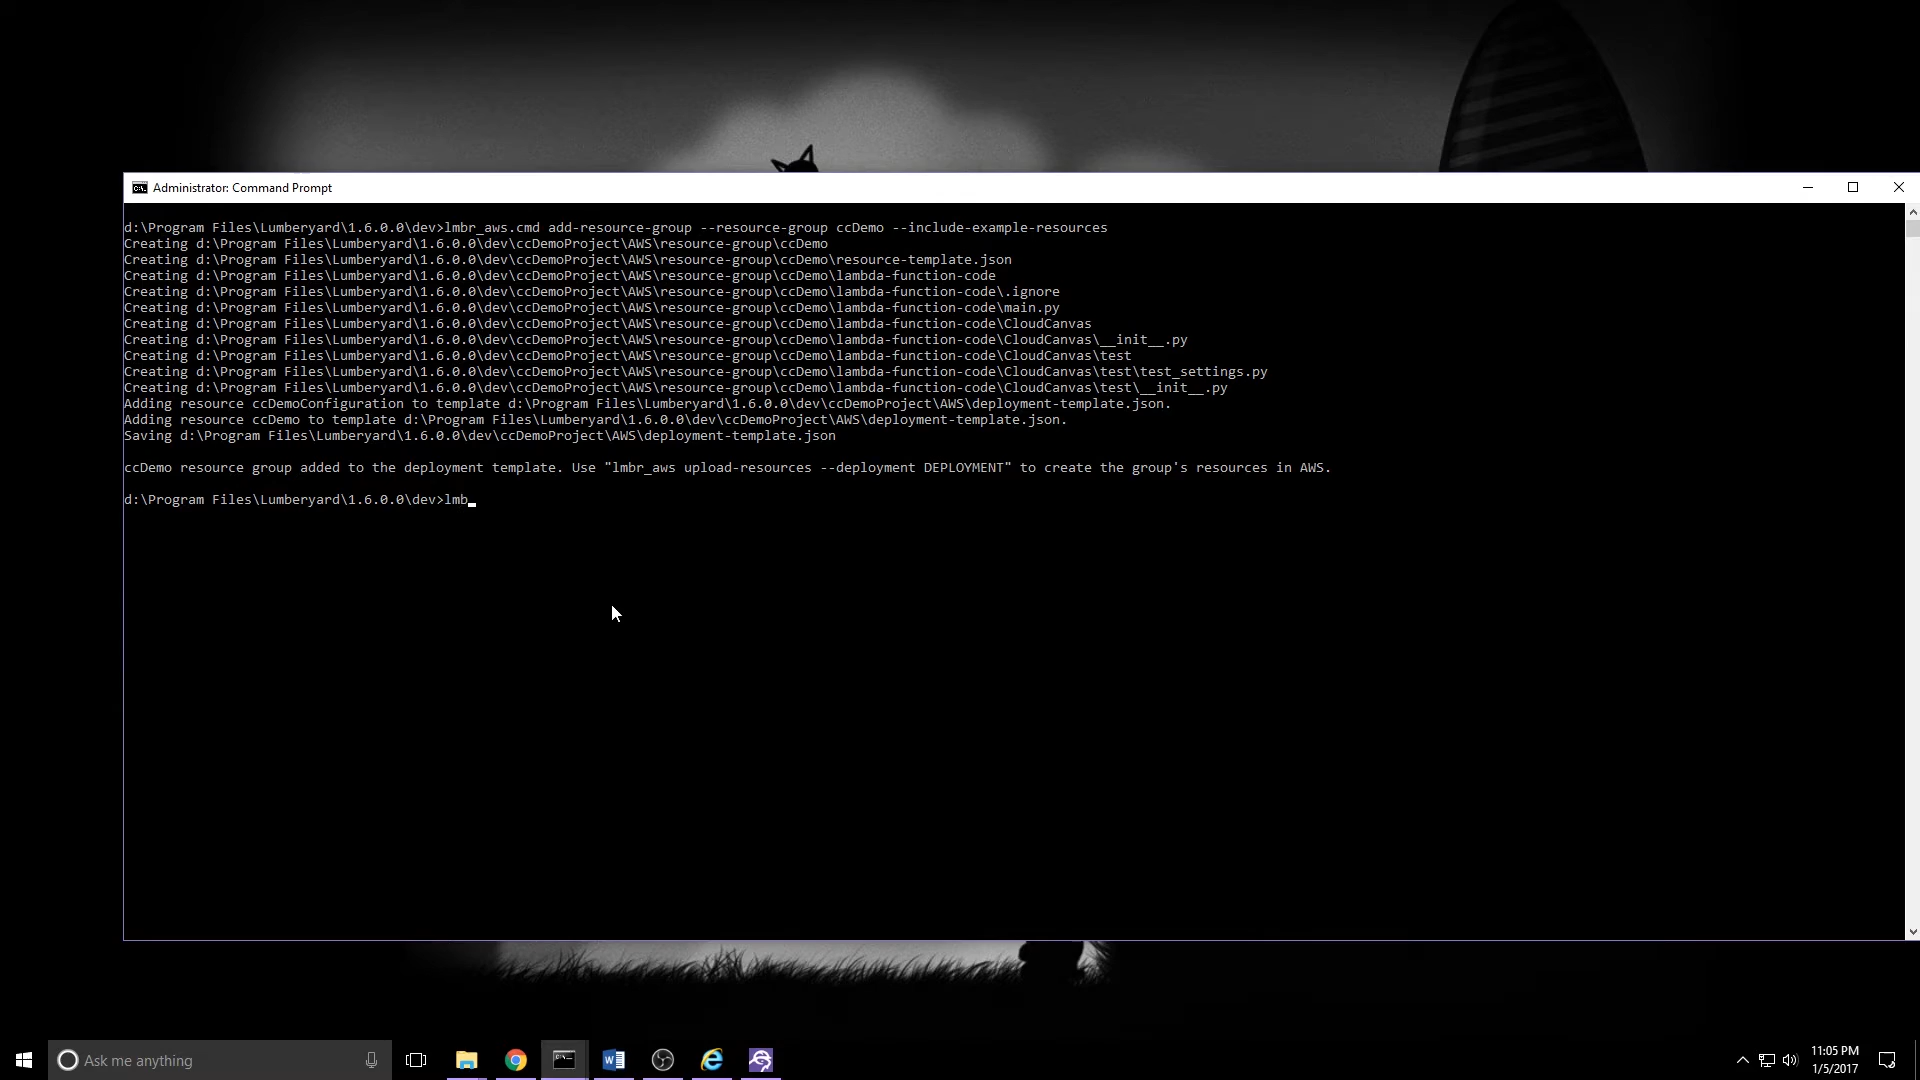 Administrator: Command Prompt
d:\Program Files\Lumberyard\1.6.0.0\dev>lmbr_aws.cmd add-resource-group --resource-group ccDemo --include-example-resources
Creating d:\Program Files\Lumberyard\1.6.0.0\dev\ccDemoProject\AWS\resource-group\ccDemo
Creating d:\Program Files\Lumberyard\1.6.0.0\dev\ccDemoProject\AWS\resource-group\ccDemo\resource-template.json
Creating d:\Program Files\Lumberyard\1.6.0.0\dev\ccDemoProject\AWS\resource-group\ccDemo\lambda-function-code
Creating d:\Program Files\Lumberyard\1.6.0.0\dev\ccDemoProject\AWS\resource-group\ccDemo\lambda-function-code\.ignore
Creating d:\Program Files\Lumberyard\1.6.0.0\dev\ccDemoProject\AWS\resource-group\ccDemo\lambda-function-code\main.py
Creating d:\Program Files\Lumberyard\1.6.0.0\dev\ccDemoProject\AWS\resource-group\ccDemo\lambda-function-code\CloudCanvas
Creating d:\Program Files\Lumberyard\1.6.0.0\dev\ccDemoProject\AWS\resource-group\ccDemo\lambda-function-code\CloudCanvas\__init__.py
Creating d:\Program Files\Lumberyard\1.6.0.0\dev\ccDemoProject\AWS\resource-group\ccDemo\lambda-function-code\CloudCanvas\test
Creating d:\Program Files\Lumberyard\1.6.0.0\dev\ccDemoProject\AWS\resource-group\ccDemo\lambda-function-code\CloudCanvas\test\test_settings.py
Creating d:\Program Files\Lumberyard\1.6.0.0\dev\ccDemoProject\AWS\resource-group\ccDemo\lambda-function-code\CloudCanvas\test\__init__.py
Adding resource ccDemoConfiguration to template d:\Program Files\Lumberyard\1.6.0.0\dev\ccDemoProject\AWS\deployment-template.json.
Adding resource ccDemo to template d:\Program Files\Lumberyard\1.6.0.0\dev\ccDemoProject\AWS\deployment-template.json.
Saving d:\Program Files\Lumberyard\1.6.0.0\dev\ccDemoProject\AWS\deployment-template.json
ccDemo resource group added to the deployment template. Use "lmbr_aws upload-resources --deployment DEPLOYMENT" to create the group's resources in AWS.
d:\Program Files\Lumberyard\1.6.0.0\dev>lmb
Ask me anything
11:05 PM
1/5/2017